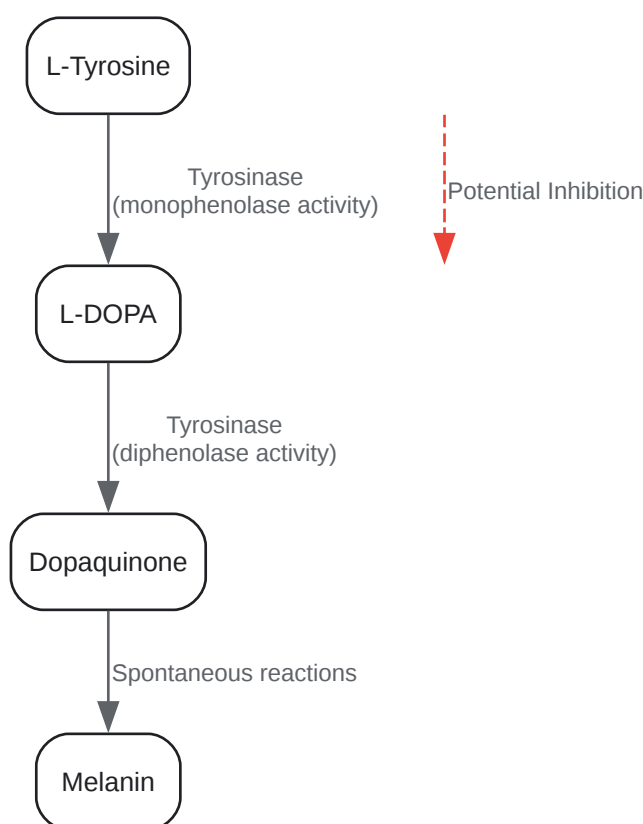 L-Tyrosine
Tyrosinase
(monophenolase activity)
Potential Inhibition
L-DOPA
Tyrosinase
(diphenolase activity)
Dopaquinone
Spontaneous reactions
Melanin